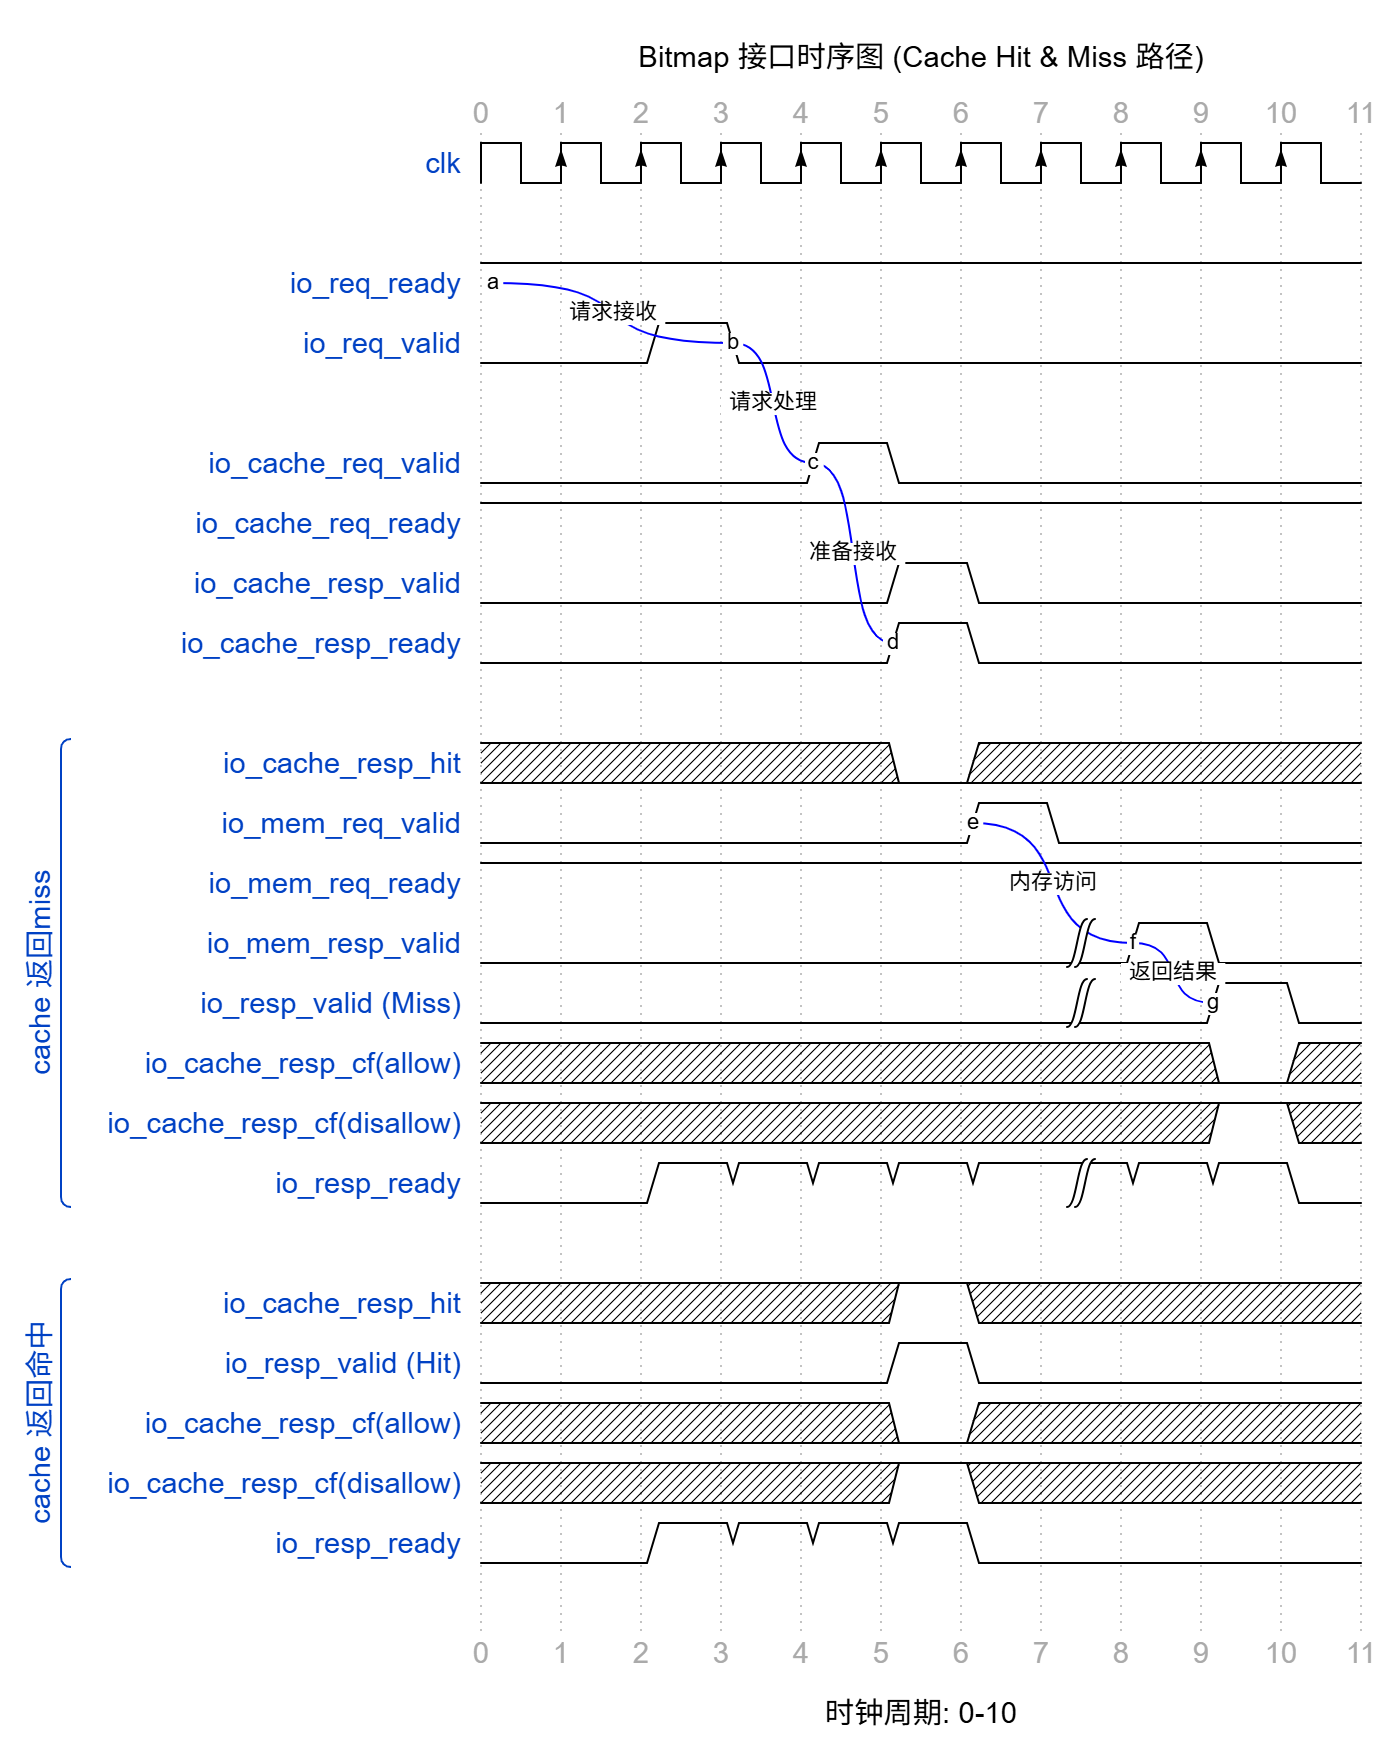 Bitmap 接口时序图 (Cache Hit & Miss 路径)
0 1 2 3 4 5 6 7 8 9 10 11
clk
io_req_ready
a
请求接收
io_req_valid
b
请求处理
io_cache_req_valid
c
io_cache_req_ready
准备接收
io_cache_resp_valid
io_cache_resp_ready
d
cache 返回miss
io_cache_resp_hit
io_mem_req_valid
e
io_mem_req_ready
内存访问
io_mem_resp_valid
f
返回结果
io_resp_valid (Miss)
g
io_cache_resp_cf(allow)
io_cache_resp_cf(disallow)
io_resp_ready
cache 返回命中
io_cache_resp_hit
io_resp_valid (Hit)
io_cache_resp_cf(allow)
io_cache_resp_cf(disallow)
io_resp_ready
0 1 2 3 4 5 6 7 8 9 10 11
时钟周期: 0-10